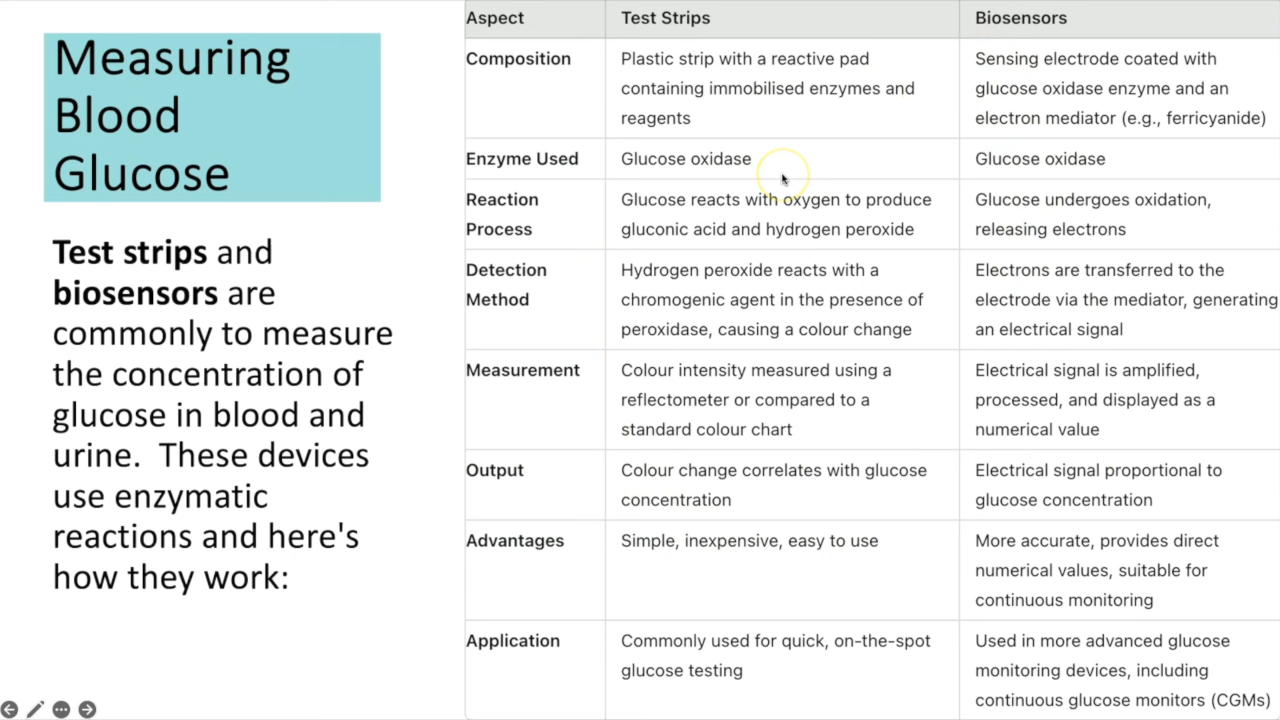 Measuring
Blood
Glucose
Test strips and
biosensors are
commonly to measure
the concentration of
glucose in blood and
urine.  These devices
use enzymatic
reactions and here's
how they work:
Aspect Test Strips Biosensors
Composition Plastic strip with a reactive pad Sensing electrode coated with
containing immobilised enzymes and glucose oxidase enzyme and an
reagents electron mediator (e.g., ferricyanide)
Enzyme Used Glucose oxidase Glucose oxidase
Reaction Glucose reacts with oxygen to produce Glucose undergoes oxidation,
Process gluconic acid and hydrogen peroxide releasing electrons
Detection Hydrogen peroxide reacts with a Electrons are transferred to the
Method chromogenic agent in the presence of electrode via the mediator, generating
peroxidase, causing a colour change an electrical signal
Measurement Colour intensity measured using a Electrical signal is amplified,
reflectometer or compared to a processed, and displayed as a
standard colour chart numerical value
Output Colour change correlates with glucose Electrical signal proportional to
concentration glucose concentration
Advantages Simple, inexpensive, easy to use More accurate, provides direct
numerical values, suitable for
continuous monitoring
Application Commonly used for quick, on-the-spot Used in more advanced glucose
glucose testing monitoring devices, including
continuous glucose monitors (CGMs)